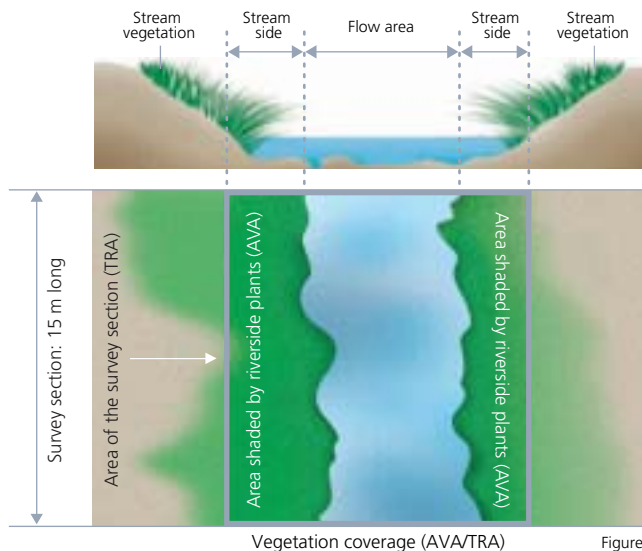 Stream
vegetation
Stream
side
Flow area
Stream
side
Stream
vegetation
Survey section: 15 m long
Area of the survey section (TRA)
Area shaded by riverside plants (AVA)
Area shaded by riverside plants (AVA)
Vegetation coverage (AVA/TRA)
Figure